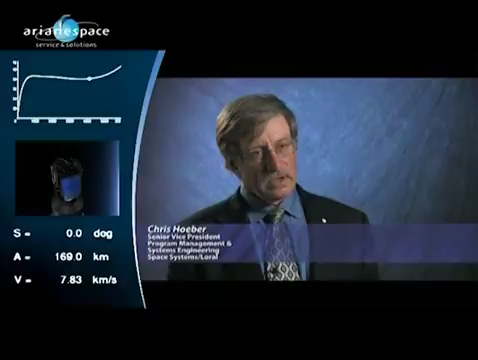 arianespace
service & solutions
S = 0.0 dog
A = 169.0 km
V = 7.83 km/s
Chris Hoeber
Senior Vice President
Program Management &
Systems Engineering
Space Systems/Loral